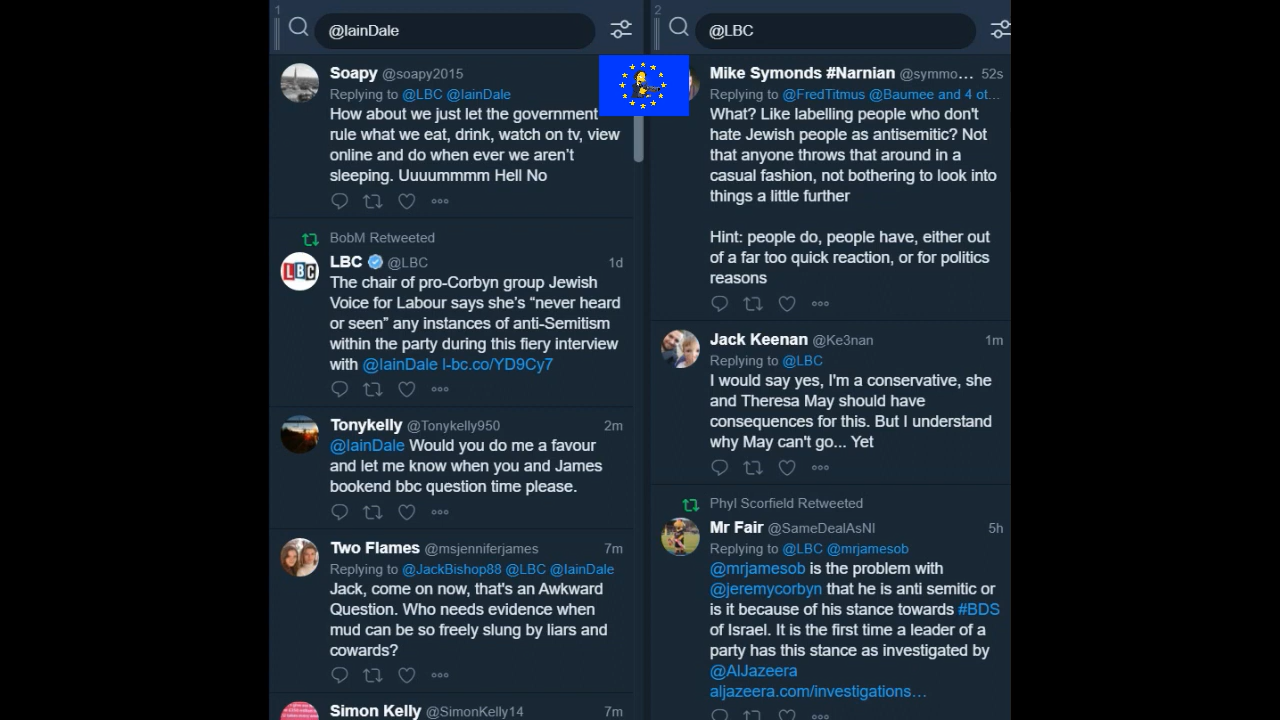 1
@IainDale
Soapy @soapy2015
Replying to @LBC @IainDale
How about we just let the government
rule what we eat, drink, watch on tv, view
online and do when ever we aren't
sleeping. Uuuummmm Hell No
BobM Retweeted
LBC @LBC 1d
LBC
The chair of pro-Corbyn group Jewish
Voice for Labour says she's “never heard
or seen” any instances of anti-Semitism
within the party during this fiery interview
with @IainDale l-bc.co/YD9Cy7
Tonykelly @Tonykelly950 2m
@IainDale Would you do me a favour
and let me know when you and James
bookend bbc question time please.
Two Flames @msjenniferjames 7m
Replying to @JackBishop88 @LBC @IainDale
Jack, come on now, that's an Awkward
Question. Who needs evidence when
mud can be so freely slung by liars and
cowards?
Simon Kelly @SimonKelly14 7m
2
@LBC
Mike Symonds #Narnian @symmo... 52s
Replying to @FredTitmus @Baumee and 4 ot...
What? Like labelling people who don't
hate Jewish people as antisemitic? Not
that anyone throws that around in a
casual fashion, not bothering to look into
things a little further
Hint: people do, people have, either out
of a far too quick reaction, or for politics
reasons
Jack Keenan @Ke3nan 1m
Replying to @LBC
I would say yes, I'm a conservative, she
and Theresa May should have
consequences for this. But I understand
why May can't go... Yet
Phyl Scorfield Retweeted
Mr Fair @SameDealAsNI 5h
Replying to @LBC @mrjamesob
@mrjamesob is the problem with
@jeremycorbyn that he is anti semitic or
is it because of his stance towards #BDS
of Israel. It is the first time a leader of a
party has this stance as investigated by
@AlJazeera
aljazeera.com/investigations…